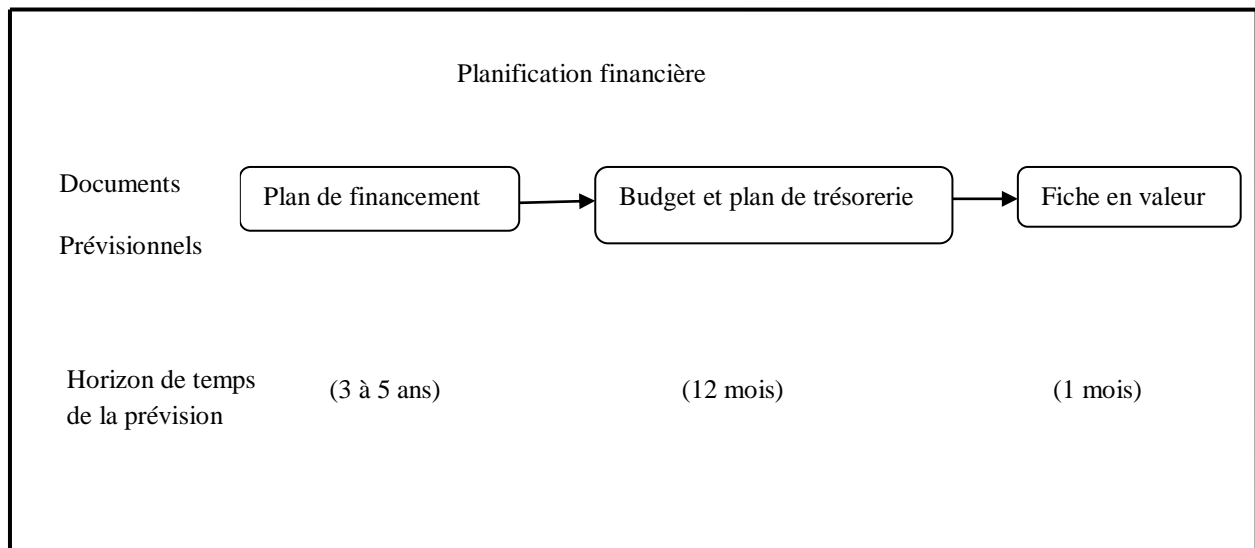 Planification financière
Documents
Prévisionnels
Plan de financement
Budget et plan de trésorerie
Fiche en valeur
Horizon de temps
de la prévision
(3 à 5 ans)
(12 mois)
(1 mois)